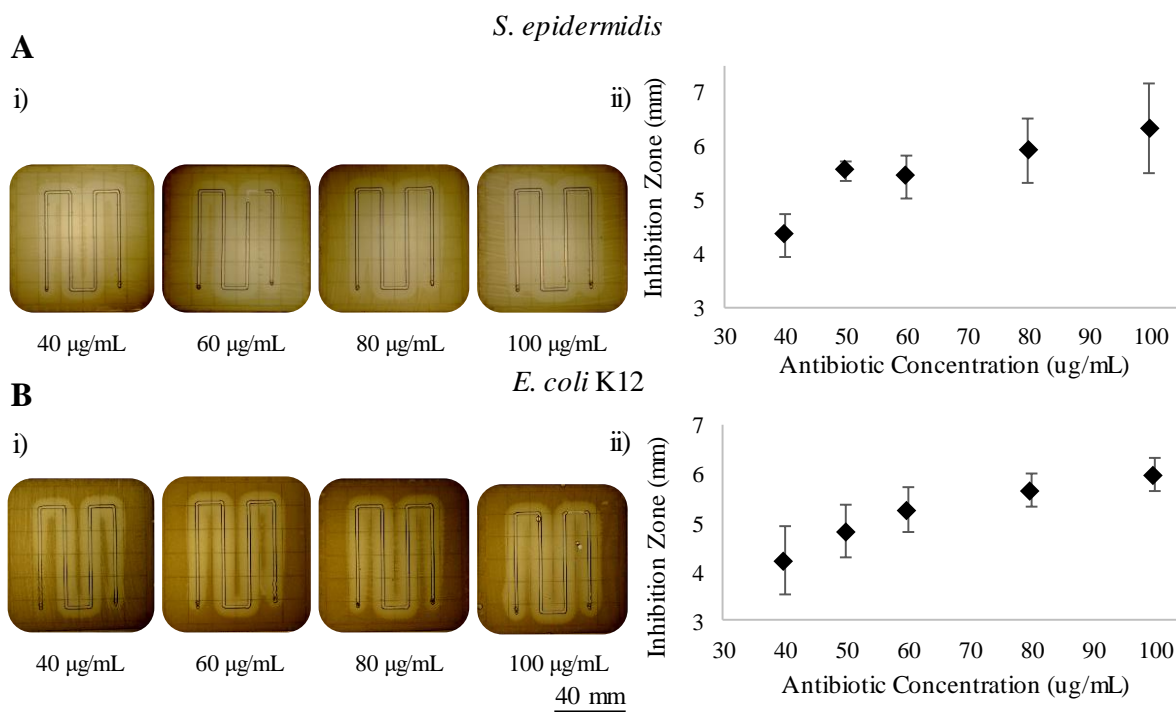 S. epidermidis
A
i)
40 µg/mL
60 µg/mL
80 µg/mL
100 µg/mL
ii)
Inhibition Zone (mm)
7
6
5
4
3
30 40 50 60 70 80 90 100
Antibiotic Concentration (ug/mL)
E. coli K12
B
i)
40 µg/mL
60 µg/mL
80 µg/mL
100 µg/mL
40 mm
ii)
Inhibition Zone (mm)
7
6
5
4
3
30 40 50 60 70 80 90 100
Antibiotic Concentration (ug/mL)